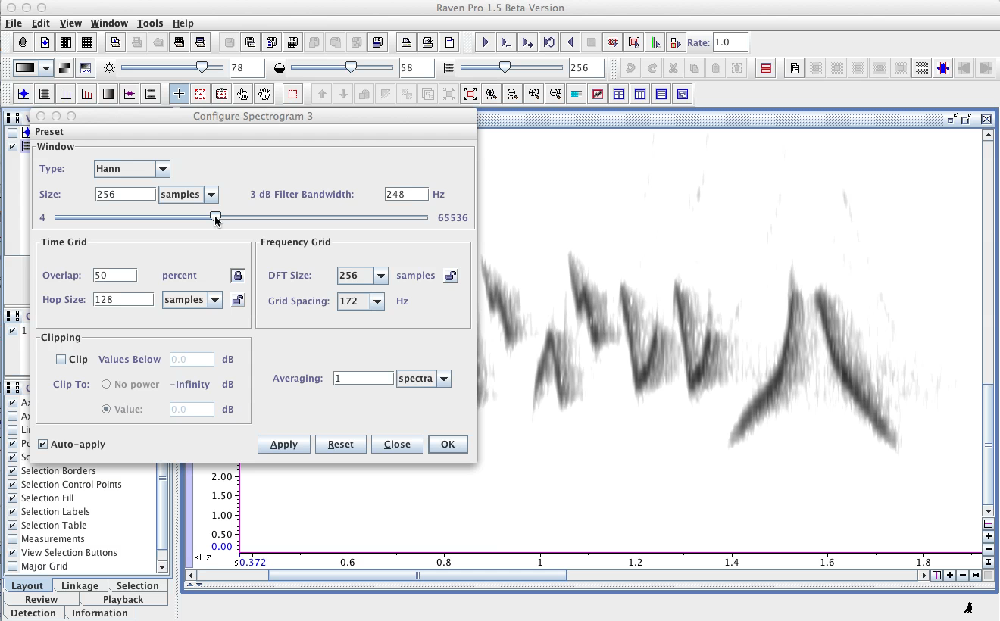 Raven Pro 1.5 Beta Version
File Edit View Window Tools Help
Rate: 1.0
78 58 256
Configure Spectrogram 3
Preset
Window
Type: Hann
Size: 256 samples 3 dB Filter Bandwidth: 248 Hz
4 65536
Time Grid Frequency Grid
Overlap: 50 percent DFT Size: 256 samples
Hop Size: 128 samples Grid Spacing: 172 Hz
1
Clipping
Clip Values Below 0.0 dB
Averaging: 1 spectra
Clip To: No power -Infinity dB
Value: 0.0 dB
Auto-apply Apply Reset Close OK
Selection Borders
Selection Control Points
Selection Fill
Selection Labels
Selection Table
Measurements
View Selection Buttons
Major Grid
2.00
1.50
1.00
0.50
0.00
kHz
s0.372 0.6 0.8 1 1.2 1.4 1.6 1.8
Layout Linkage Selection
Review Playback
Detection Information